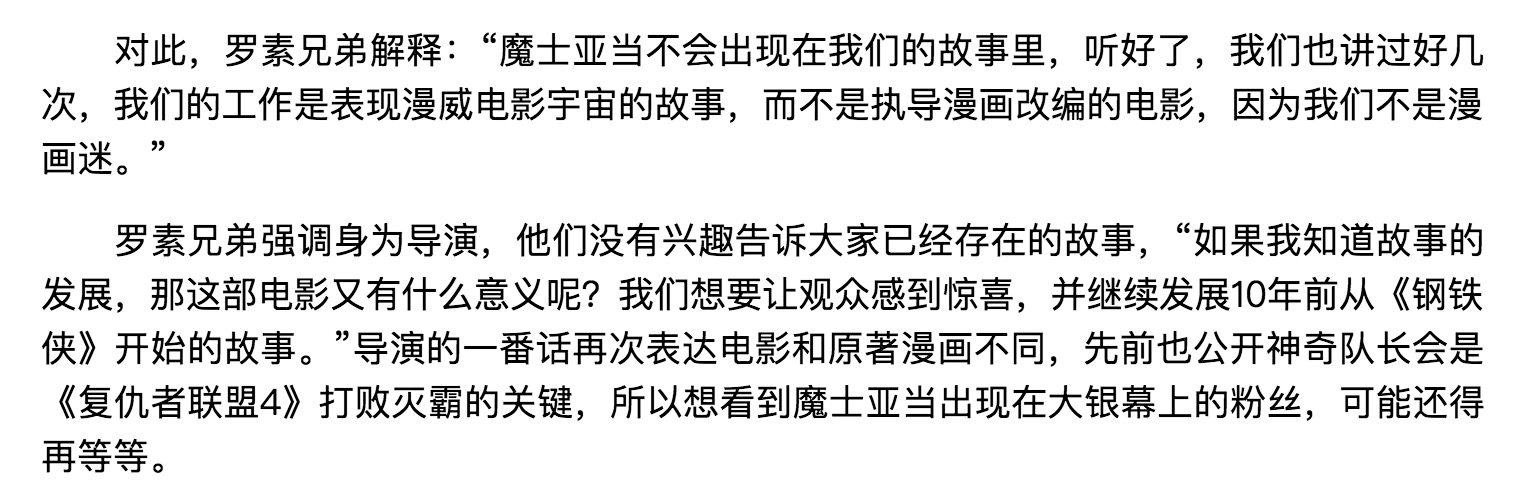 对此，罗素兄弟解释：“魔士亚当不会出现在我们的故事里，听好了，我们也讲过好几
次，我们的工作是表现漫威电影宇宙的故事，而不是执导漫画改编的电影，因为我们不是漫
画迷。”
罗素兄弟强调身为导演，他们没有兴趣告诉大家已经存在的故事，“如果我知道故事的
发展，那这部电影又有什么意义呢？我们想要让观众感到惊喜，并继续发展10年前从《钢铁
侠》开始的故事。”导演的一番话再次表达电影和原著漫画不同，先前也公开神奇队长会是
《复仇者联盟4》打败灭霸的关键，所以想看到魔士亚当出现在大银幕上的粉丝，可能还得
再等等。